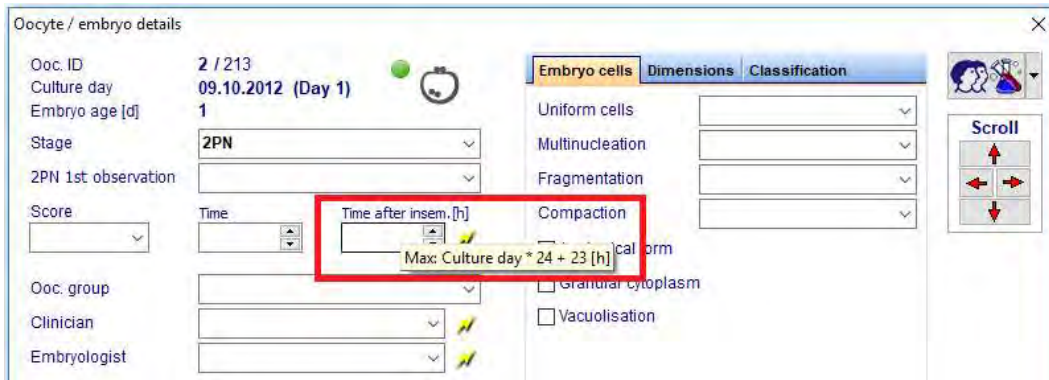 Oocyte / embryo details
Ooc. ID 2 / 213
Culture day 09.10.2012 (Day 1)
Embryo age [d] 1
Stage 2PN
2PN 1st observation
Score Time Time after insem. [h]
Max: Culture day * 24 + 23 [h]
Ooc. group
Clinician
Embryologist
Embryo cells Dimensions Classification
Uniform cells
Multinucleation
Fragmentation
Compaction
Granular cytoplasm
Vacuolisation
Scroll